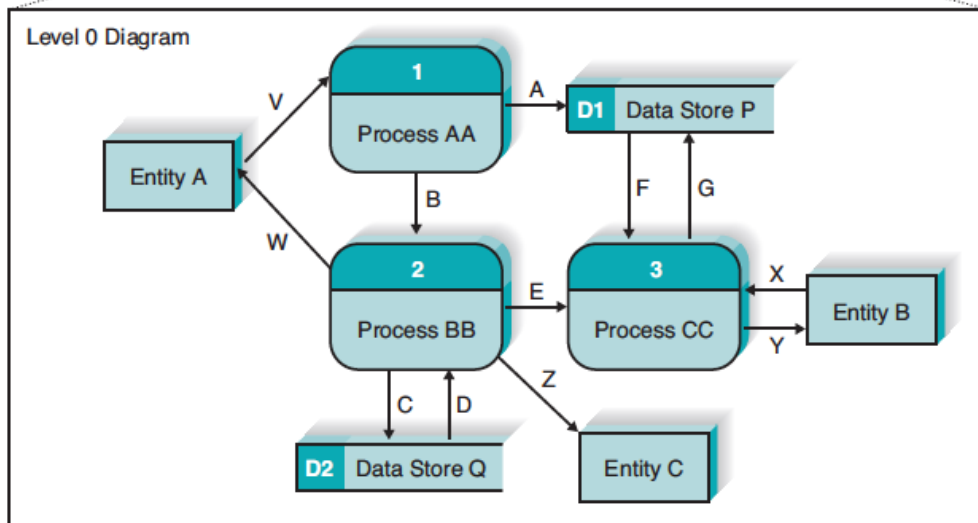 Level 0 Diagram
1
A
D1 Data Store P
V
Process AA
Entity A
B
F
G
W
2
3
E
X
Process BB
Process CC
Entity B
Y
Z
C
D
D2 Data Store Q
Entity C